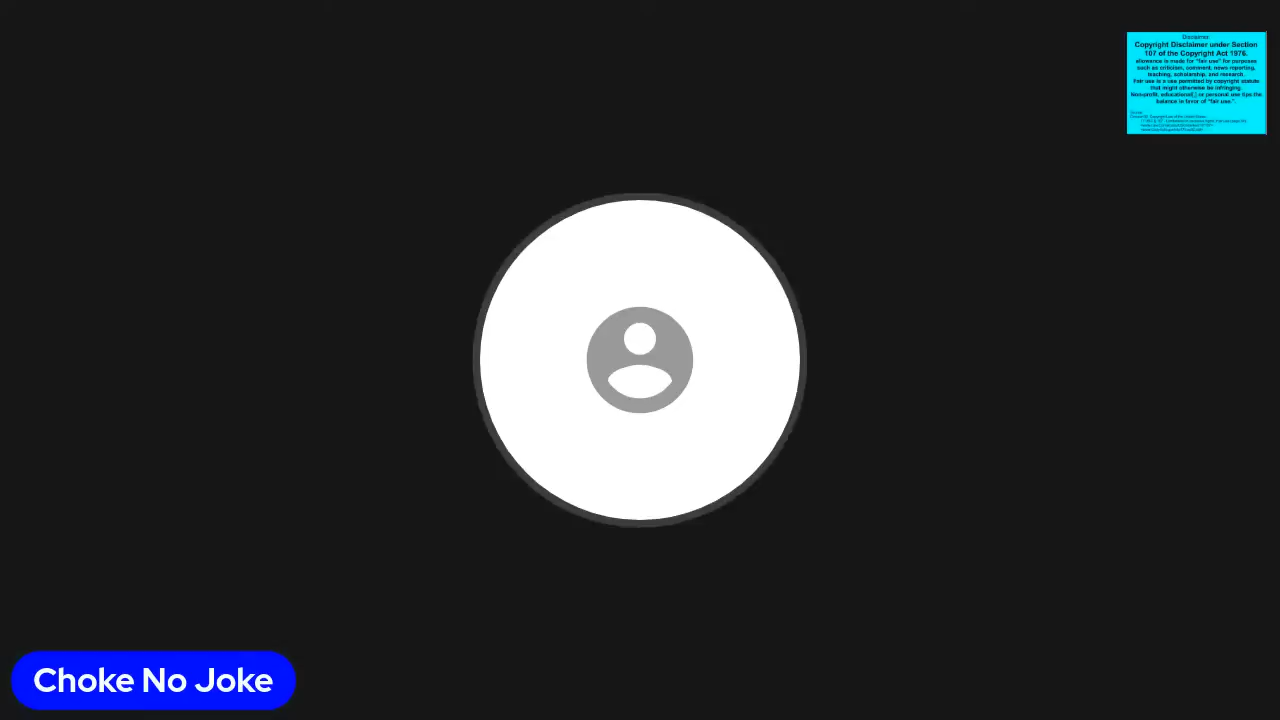 Disclaimer:
Copyright Disclaimer under Section
107 of the Copyright Act 1976,
allowance is made for "fair use" for purposes
such as criticism, comment, news reporting,
teaching, scholarship, and research.
Fair use is a use permitted by copyright statute
that might otherwise be infringing.
Non-profit, educational[,] or personal use tips the
balance in favor of "fair use".
Choke No Joke